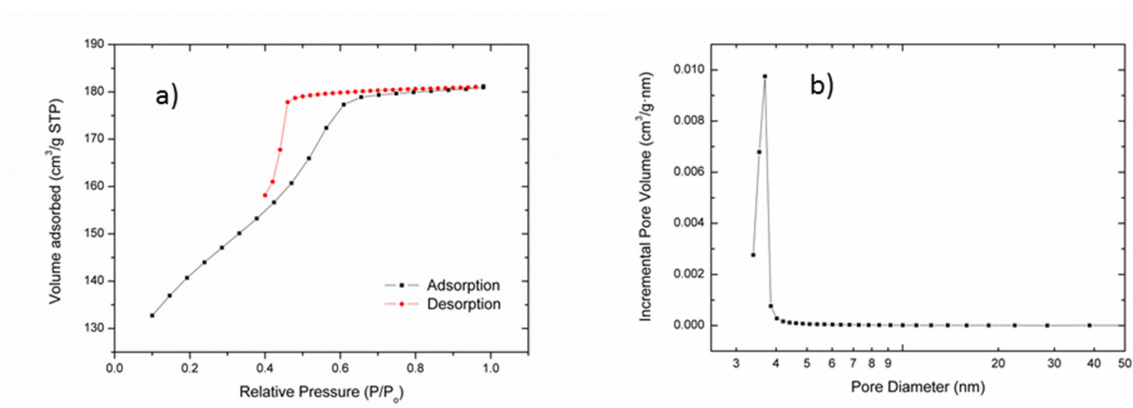 a)
Volume adsorbed (cm³/g STP)
190
180
170
160
150
140
130
Adsorption
Desorption
0.0 0.2 0.4 0.6 0.8 1.0
Relative Pressure (P/Pₒ)
b)
Incremental Pore Volume (cm³/g·nm)
0.010
0.008
0.006
0.004
0.002
0.000
3 4 5 6 7 8 9 20 30 40 50
Pore Diameter (nm)